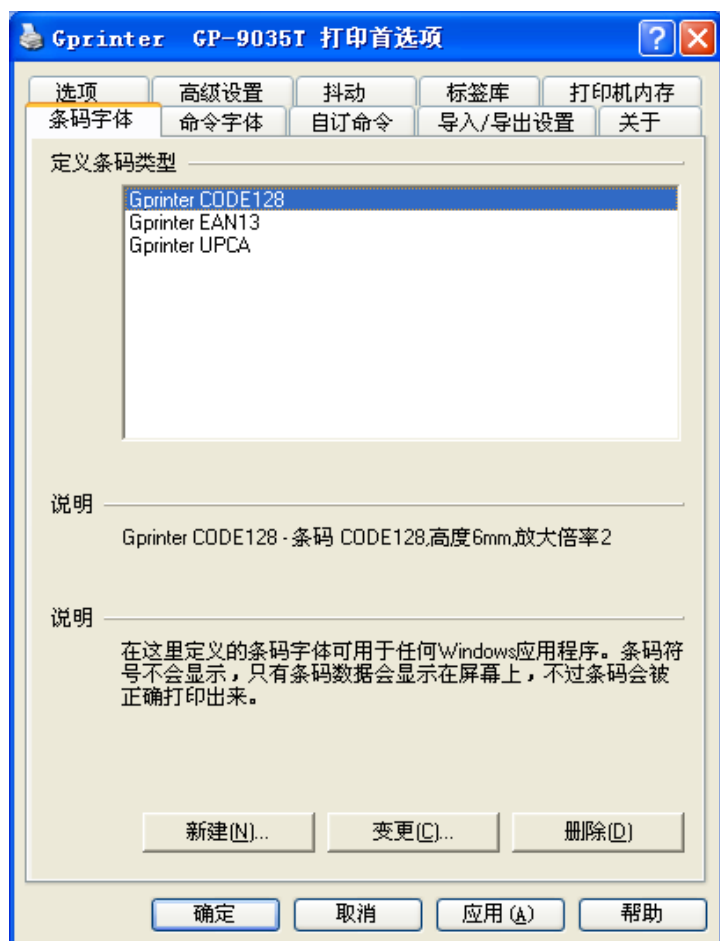 Gprinter GP-9035T 打印首选项
选项 高级设置 抖动 标签库 打印机内存
条码字体 命令字体 自订命令 导入/导出设置 关于
定义条码类型
Gprinter CODE128
Gprinter EAN13
Gprinter UPCA
说明
Gprinter CODE128 - 条码 CODE128,高度6mm,放大倍率2
说明
在这里定义的条码字体可用于任何Windows应用程序。条码符
号不会显示，只有条码数据会显示在屏幕上，不过条码会被
正确打印出来。
新建(N)... 变更(C)... 删除(D)
确定 取消 应用(A) 帮助